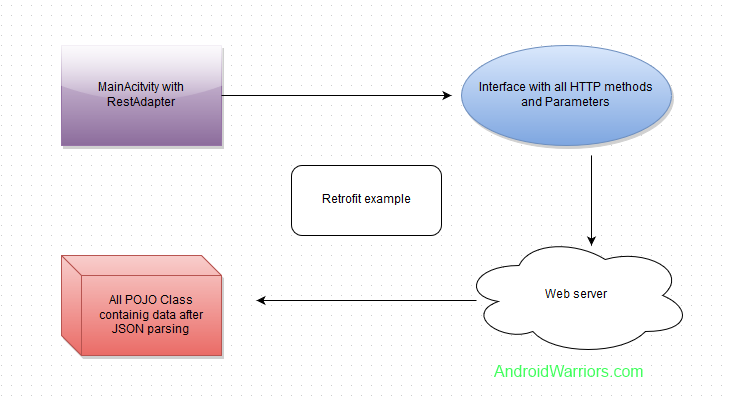 MainAcitvity with
RestAdapter
Interface with all HTTP methods
and Parameters
Retrofit example
All POJO Class
containig data after
JSON parsing
Web server
AndroidWarriors.com